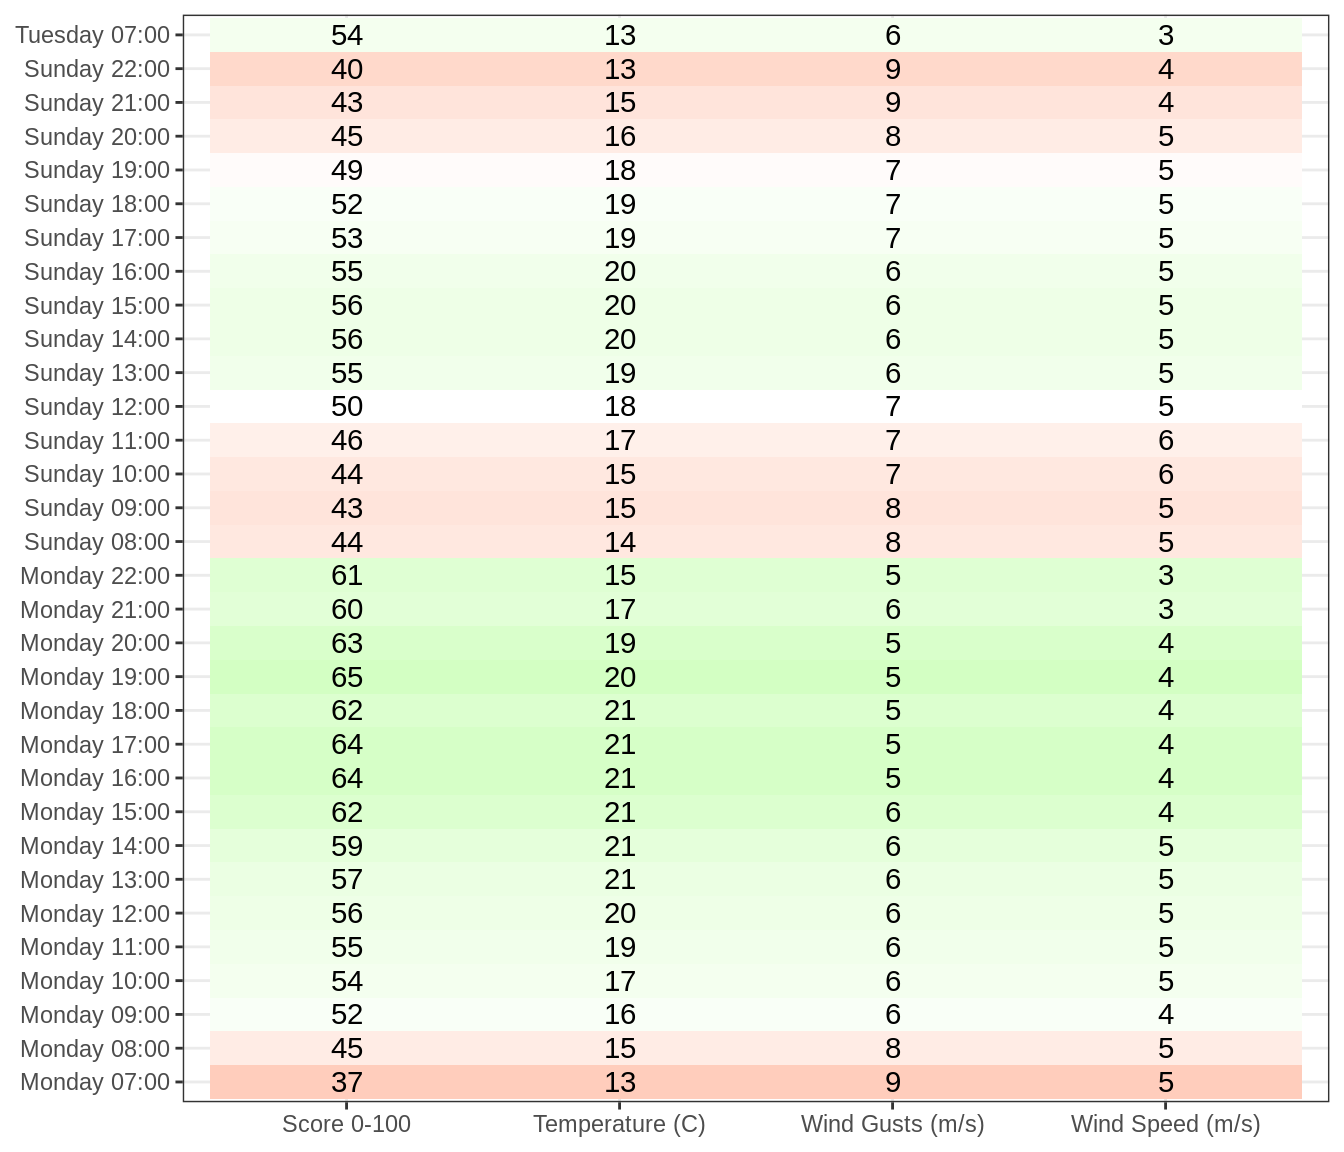 Tuesday 07:00 54 13 6 3
Sunday 22:00 40 13 9 4
Sunday 21:00 43 15 9 4
Sunday 20:00 45 16 8 5
Sunday 19:00 49 18 7 5
Sunday 18:00 52 19 7 5
Sunday 17:00 53 19 7 5
Sunday 16:00 55 20 6 5
Sunday 15:00 56 20 6 5
Sunday 14:00 56 20 6 5
Sunday 13:00 55 19 6 5
Sunday 12:00 50 18 7 5
Sunday 11:00 46 17 7 6
Sunday 10:00 44 15 7 6
Sunday 09:00 43 15 8 5
Sunday 08:00 44 14 8 5
Monday 22:00 61 15 5 3
Monday 21:00 60 17 6 3
Monday 20:00 63 19 5 4
Monday 19:00 65 20 5 4
Monday 18:00 62 21 5 4
Monday 17:00 64 21 5 4
Monday 16:00 64 21 5 4
Monday 15:00 62 21 6 4
Monday 14:00 59 21 6 5
Monday 13:00 57 21 6 5
Monday 12:00 56 20 6 5
Monday 11:00 55 19 6 5
Monday 10:00 54 17 6 5
Monday 09:00 52 16 6 4
Monday 08:00 45 15 8 5
Monday 07:00 37 13 9 5
Score 0-100 Temperature (C) Wind Gusts (m/s) Wind Speed (m/s)